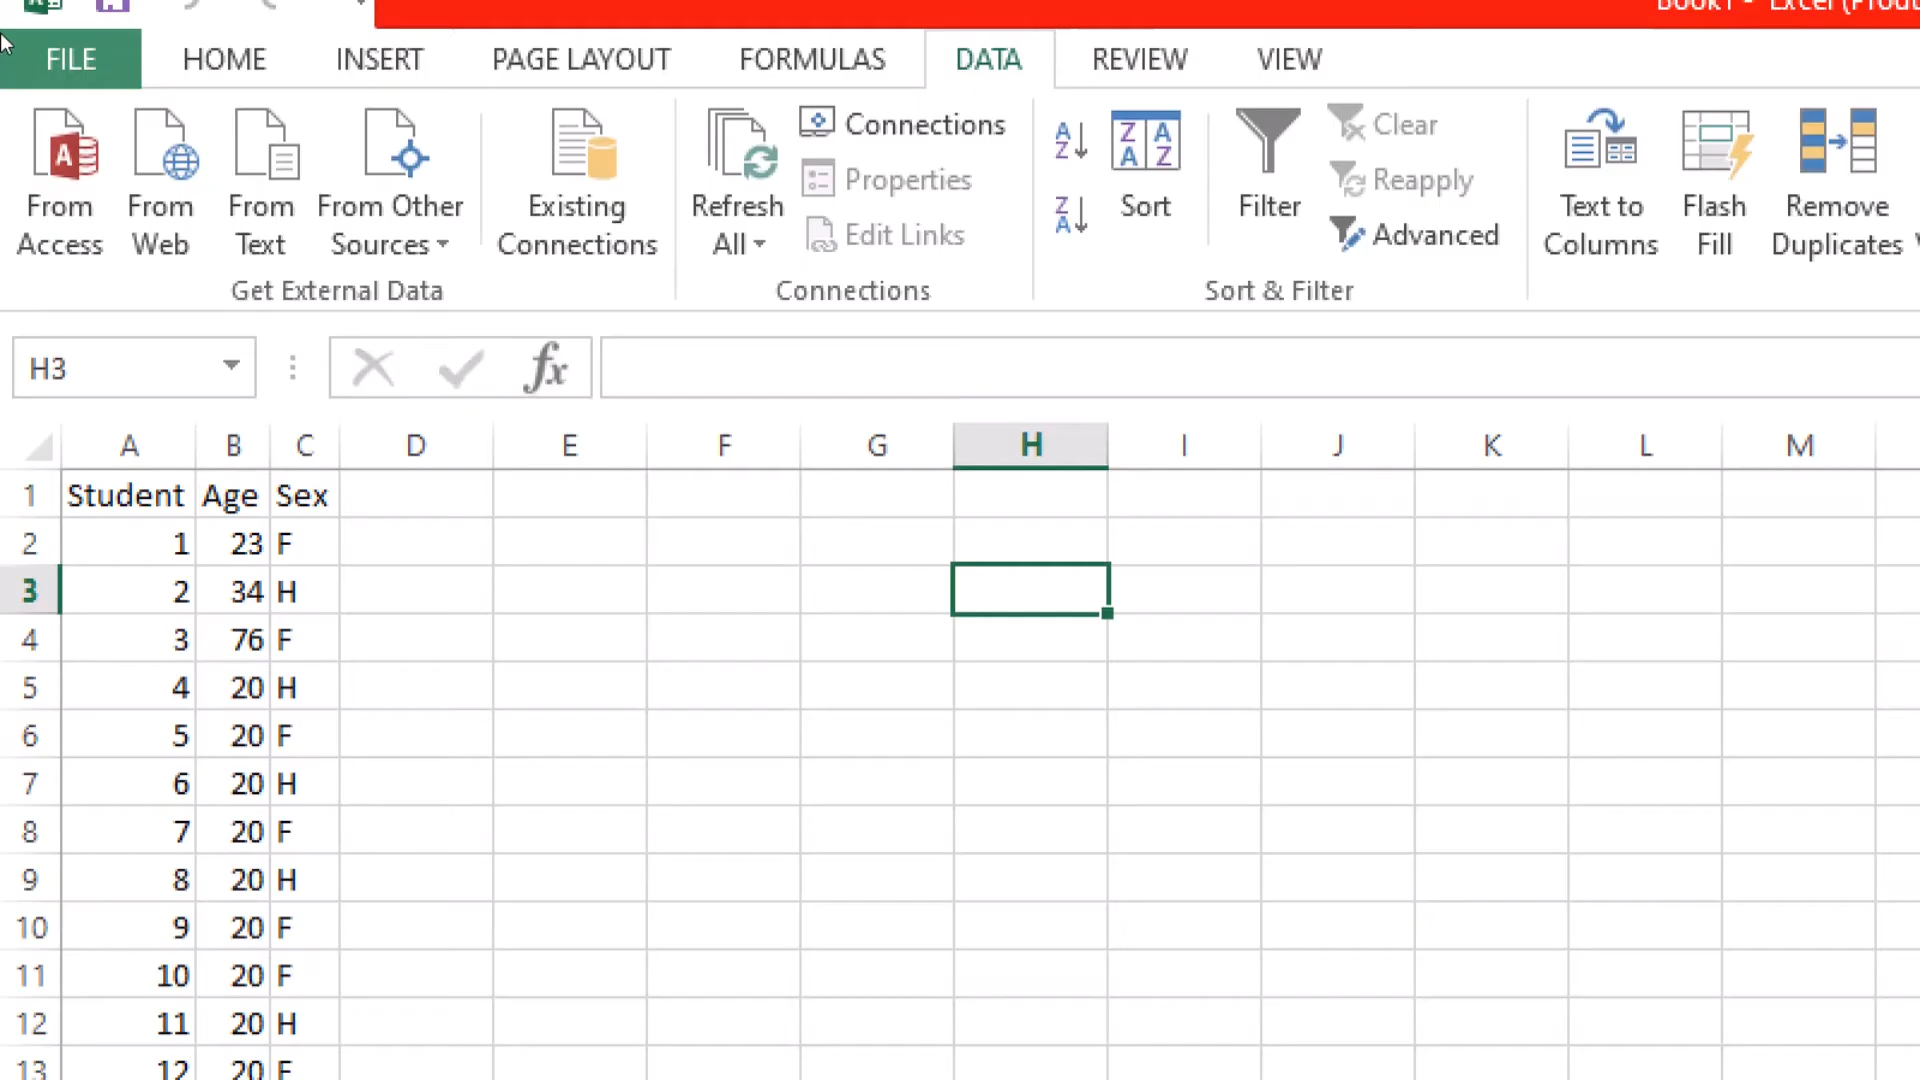 Book1 - Excel
FILE HOME INSERT PAGE LAYOUT FORMULAS DATA REVIEW VIEW
From Access
From Web
From Text
From Other Sources
Existing Connections
Get External Data
Refresh All
Connections
Properties
Edit Links
Connections
Sort
Filter
Clear
Reapply
Advanced
Sort & Filter
Text to Columns
Flash Fill
Remove Duplicates
H3
fx
A B C D E F G H I J K L M
1 Student Age Sex
2 1 23 F
3 2 34 H
4 3 76 F
5 4 20 H
6 5 20 F
7 6 20 H
8 7 20 F
9 8 20 H
10 9 20 F
11 10 20 F
12 11 20 H
13 12 20